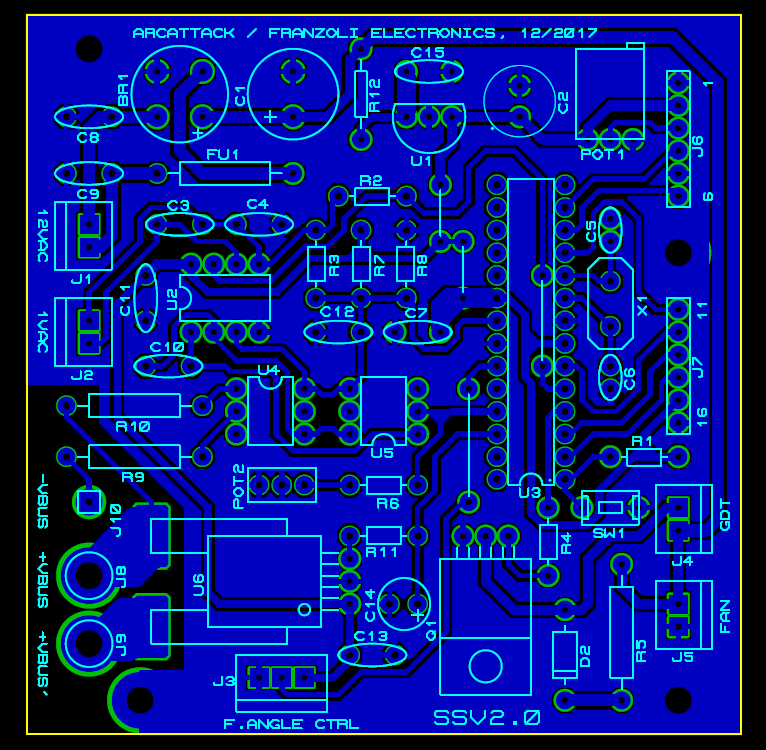 ARCATTACK / FRANZOLI ELECTRONICS, 12/2017
C15
BR1
C1
R12
C2
1
C8
U1
POT1
J6
FU1
C9
R2
6
12VAC
C3
C4
C5
J1
R3
R7
R8
U2
C11
X1
11
1VAC
C12
C7
C10
J2
U4
J7
C6
R10
16
U5
R1
R9
POT2
U3
-VBUS
J10
R6
SW1
GDT
R11
R4
J4
+VBUS
J8
U6
C14
Q1
FAN
+VBUS'
J9
C13
D2
R5
J5
J3
F.ANGLE CTRL
SSV2.0